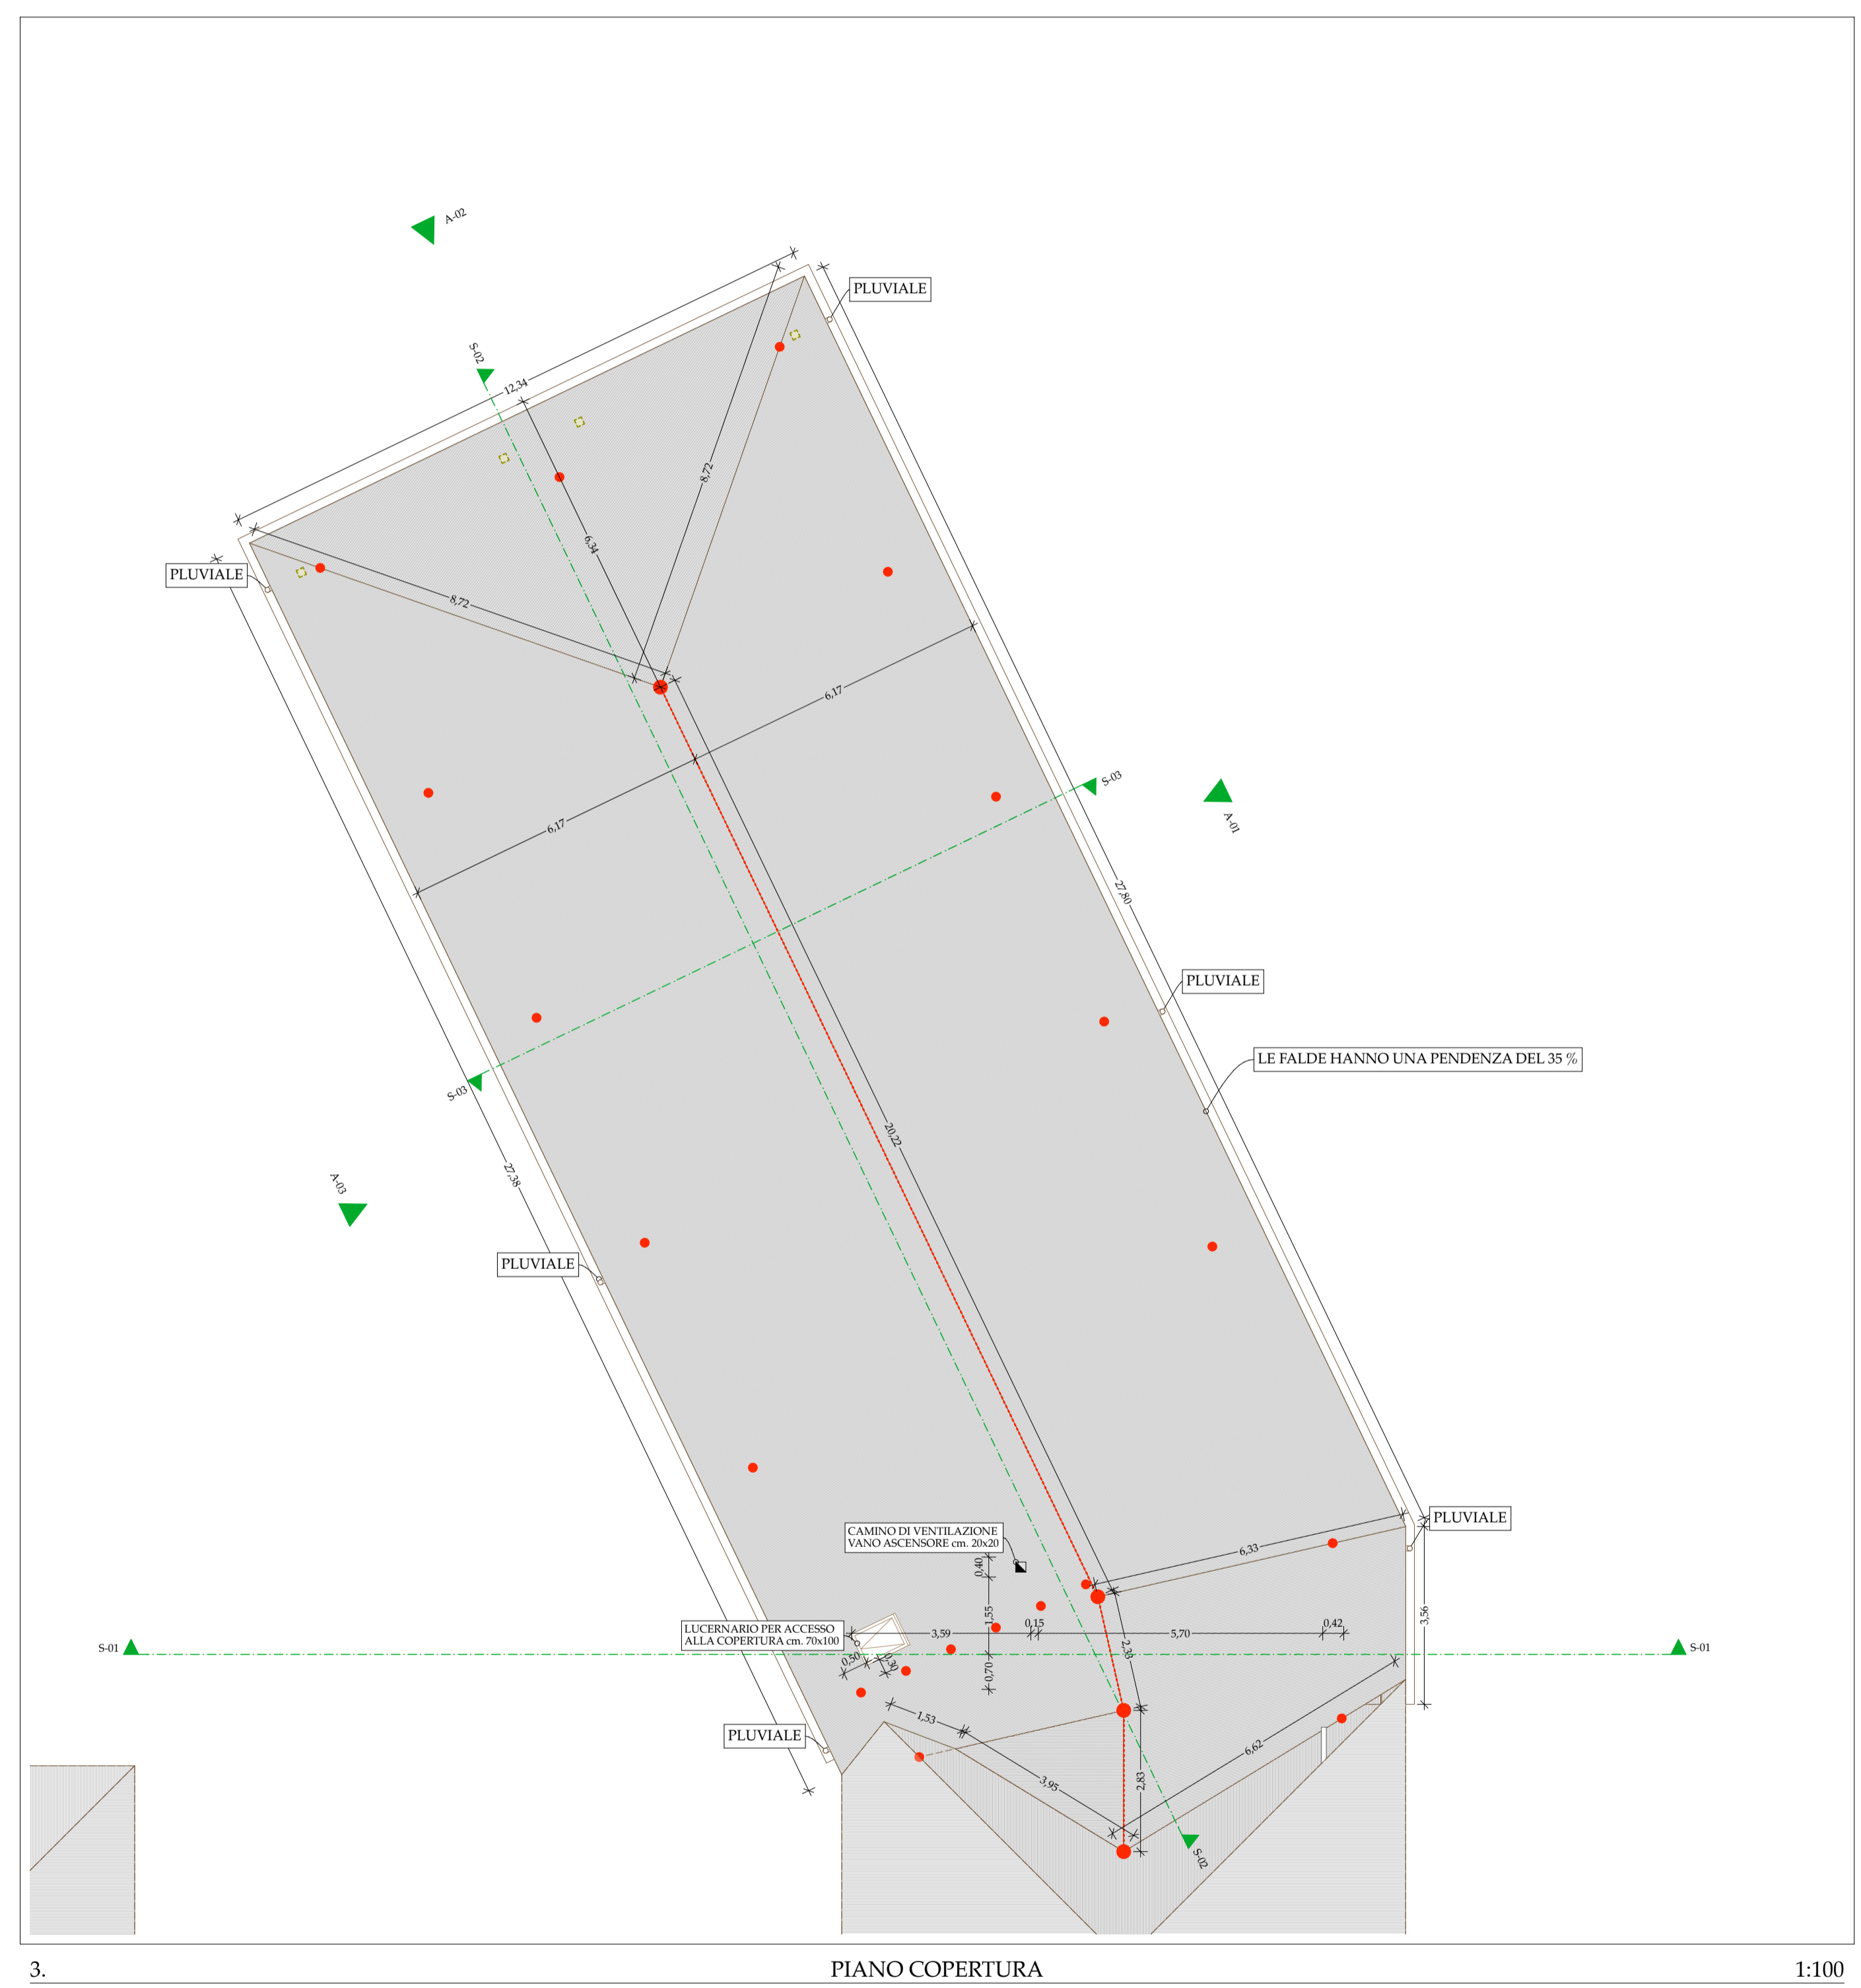 A-02
PLUVIALE
S-02
12,34
8,72
6,34
PLUVIALE
8,72
6,17
6,17
S-03
A-01
27,80
PLUVIALE
LE FALDE HANNO UNA PENDENZA DEL 35 %
S-03
20,22
A-03
27,38
PLUVIALE
PLUVIALE
CAMINO DI VENTILAZIONE
VANO ASCENSORE cm. 20x20
0,40
6,33
1,55
LUCERNARIO PER ACCESSO
ALLA COPERTURA cm. 70x100
3,59
0,15
5,70
0,42
3,56
S-01
0,50
0,30
0,70
2,33
S-01
1,53
PLUVIALE
6,62
3,95
2,83
S-02
3.
PIANO COPERTURA
1:100